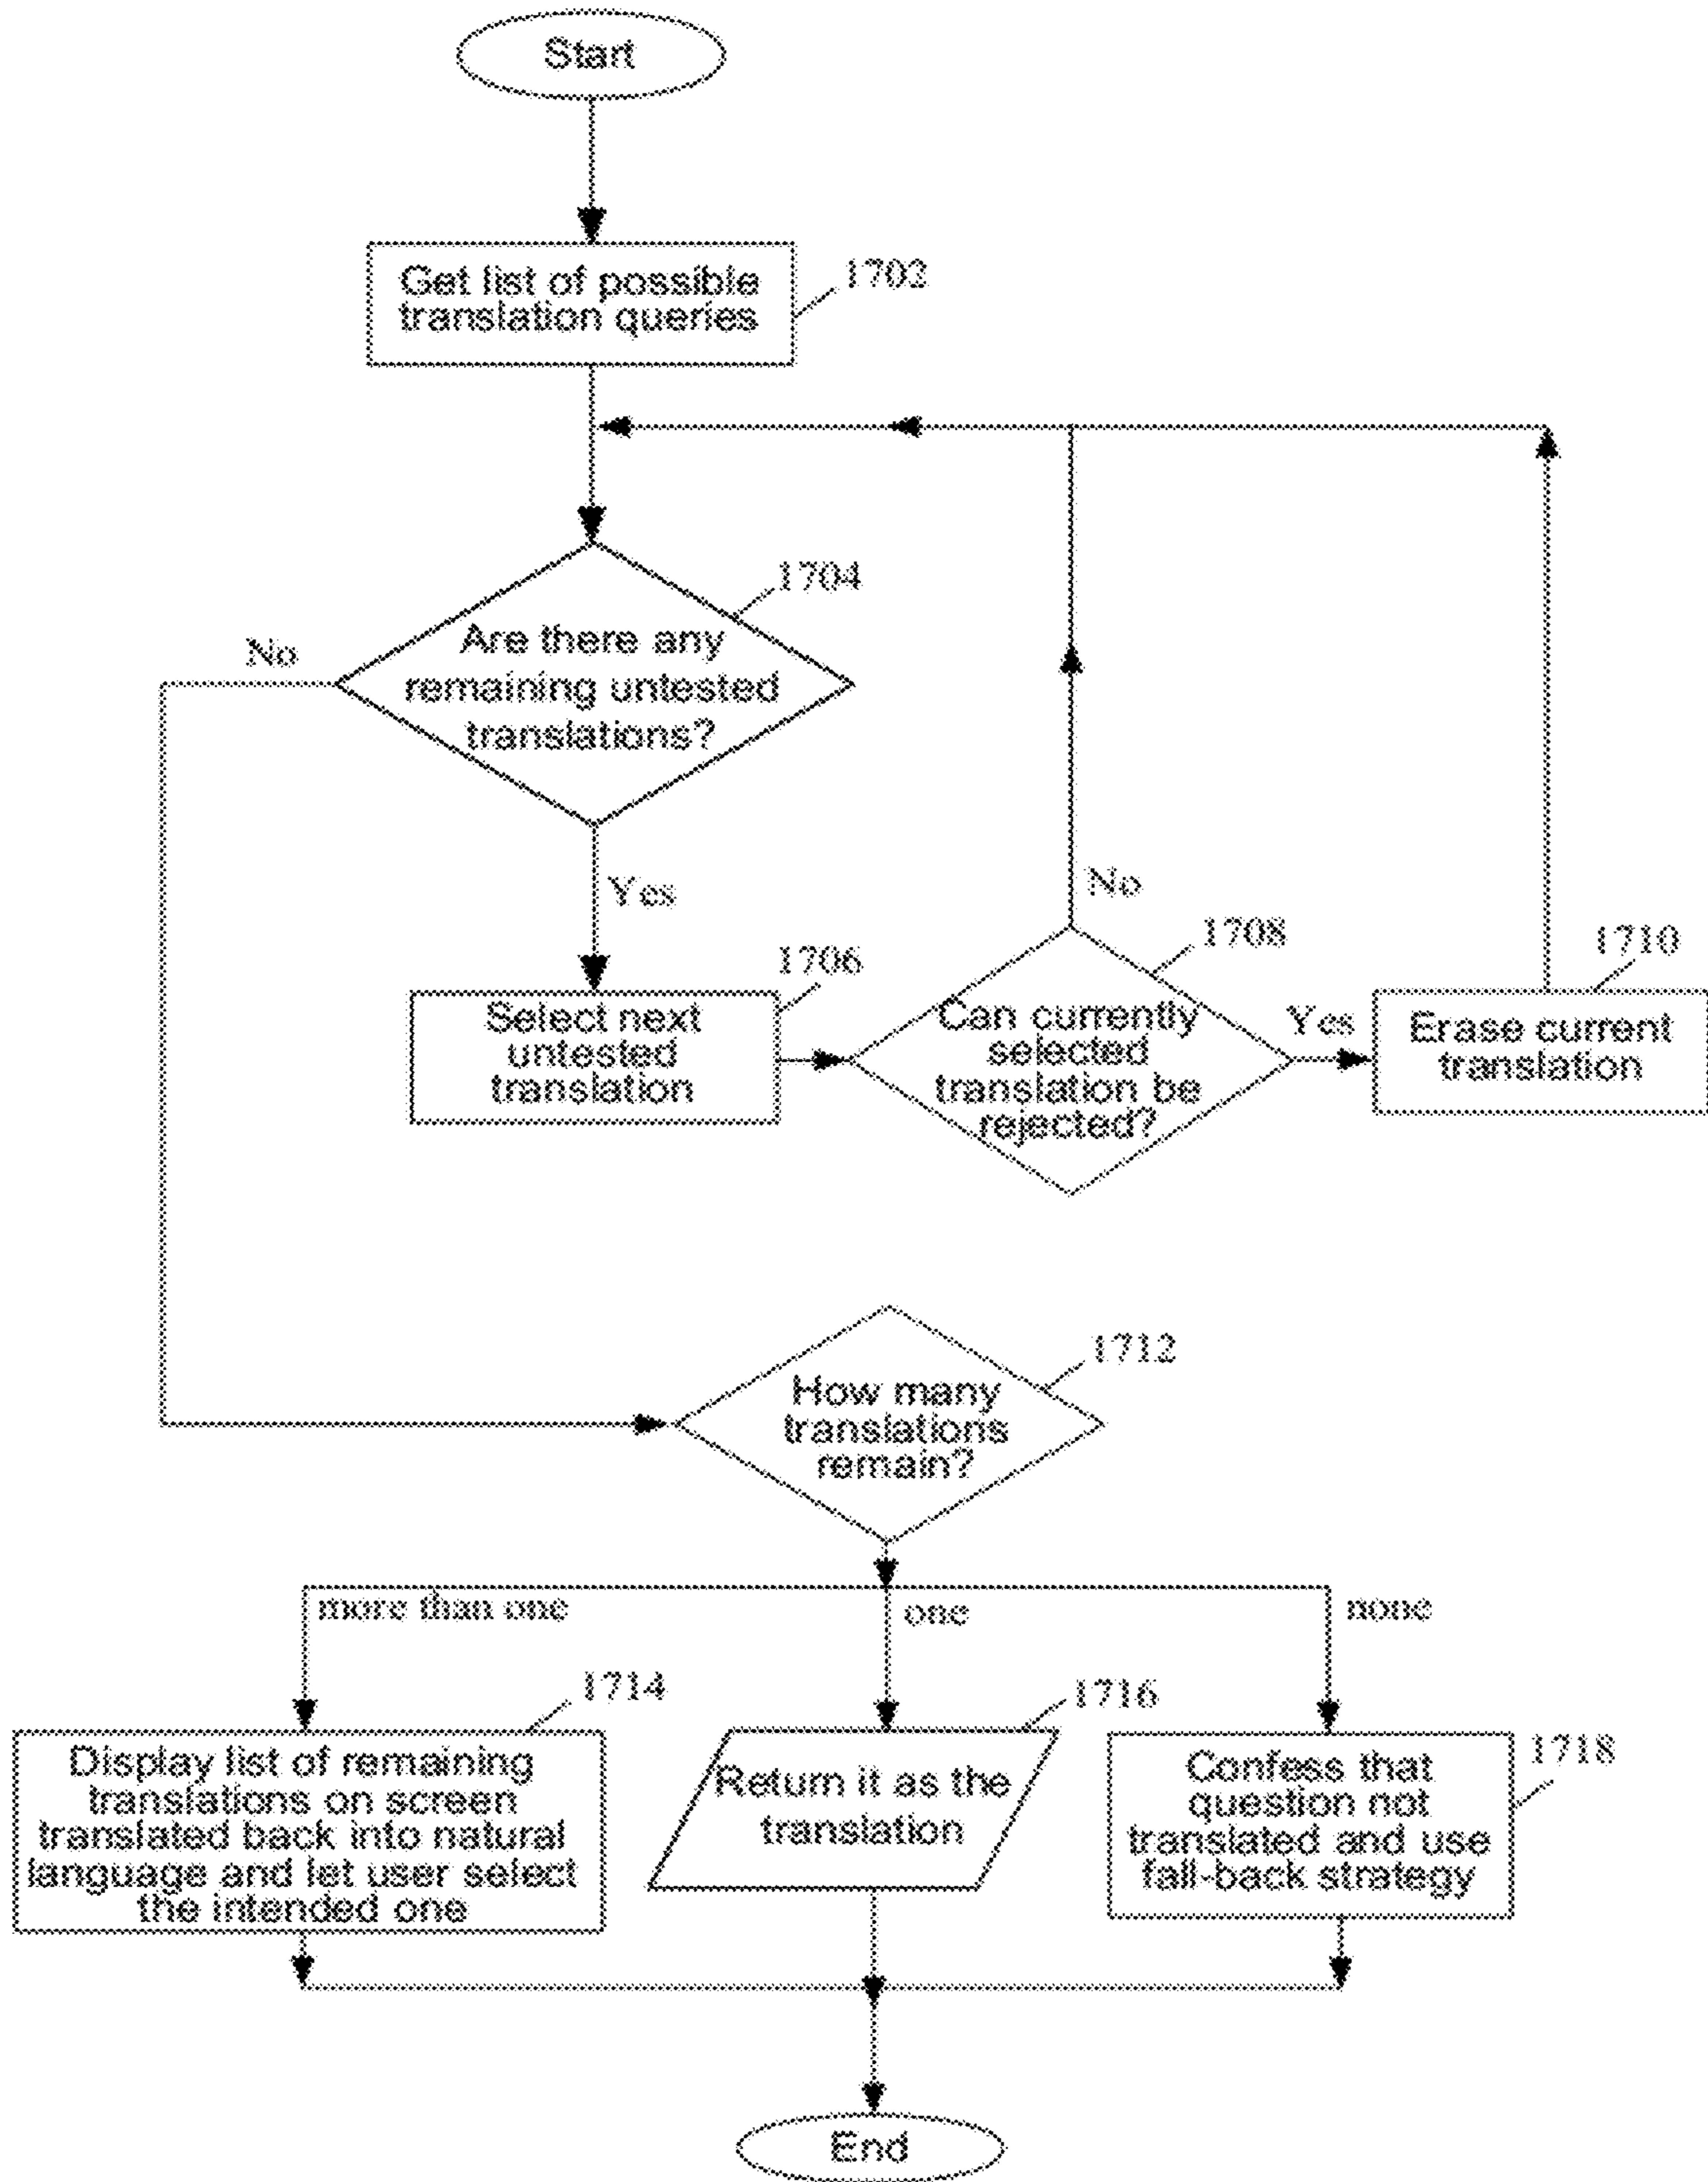 Start
Get list of possible
translation queries
1702
1704
Are there any
remaining untested
translations?
No
Yes
1706
Select next
untested
translation
No
1708
Can currently
selected
translation be
rejected?
Yes
1710
Erase current
translation
1712
How many
translations
remain?
more than one
one
none
1714
Display list of remaining
translations on screen
translated back into natural
language and let user select
the intended one
1716
Return it as the
translation
1718
Confess that
question not
translated and use
fall-back strategy
End